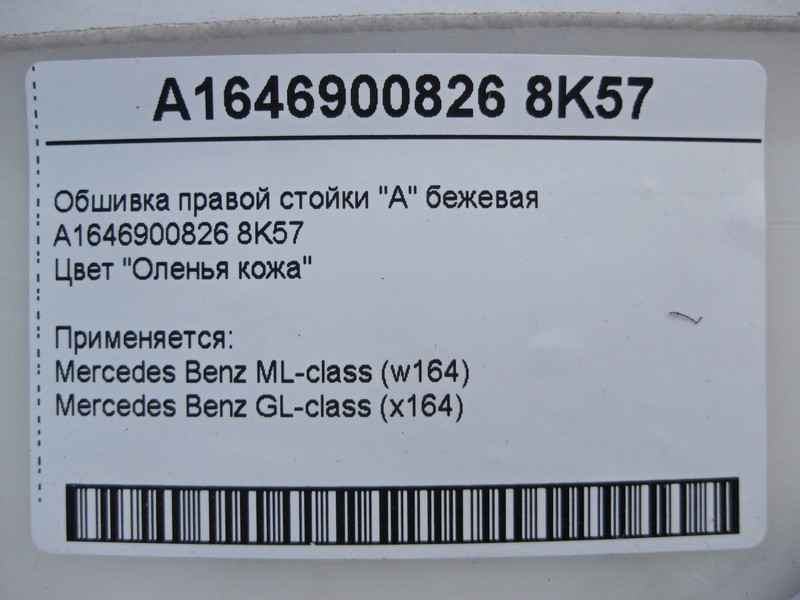 A1646900826 8K57
Обшивка правой стойки "А" бежевая
A1646900826 8K57
Цвет "Оленья кожа"
Применяется:
Mercedes Benz ML-class (w164)
Mercedes Benz GL-class (x164)